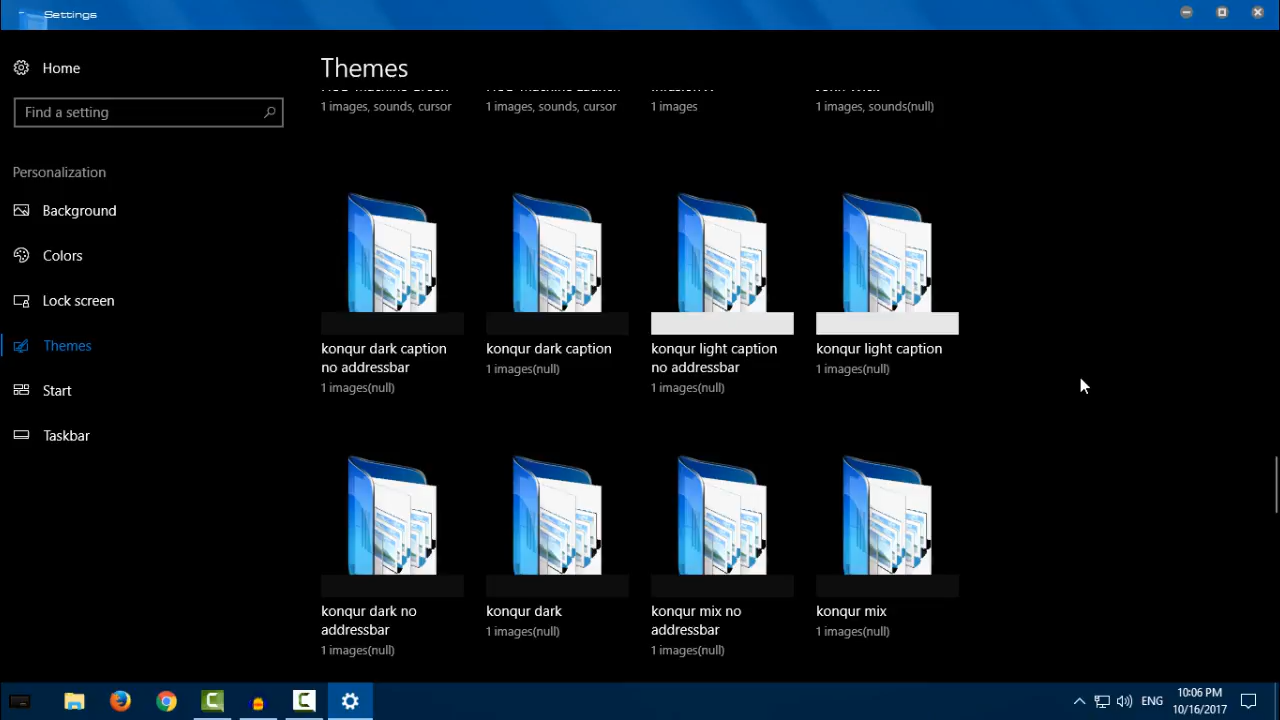 Settings
Home
Themes
Find a setting
1 images, sounds, cursor
1 images, sounds, cursor
1 images
1 images, sounds(null)
Personalization
Background
Colors
Lock screen
Themes
Start
Taskbar
konqur dark caption
no addressbar
1 images(null)
konqur dark caption
1 images(null)
konqur light caption
no addressbar
1 images(null)
konqur light caption
1 images(null)
konqur dark no
addressbar
1 images(null)
konqur dark
1 images(null)
konqur mix no
addressbar
1 images(null)
konqur mix
1 images(null)
ENG
10:06 PM
10/16/2017